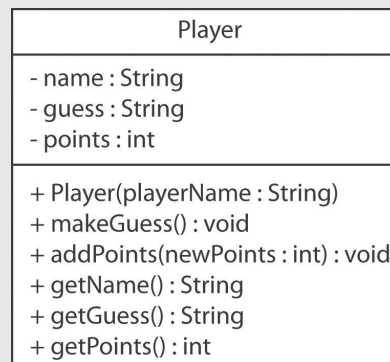 Player
- name : String
- guess : String
- points : int
+ Player(playerName : String)
+ makeGuess() : void
+ addPoints(newPoints : int) : void
+ getName() : String
+ getGuess() : String
+ getPoints() : int